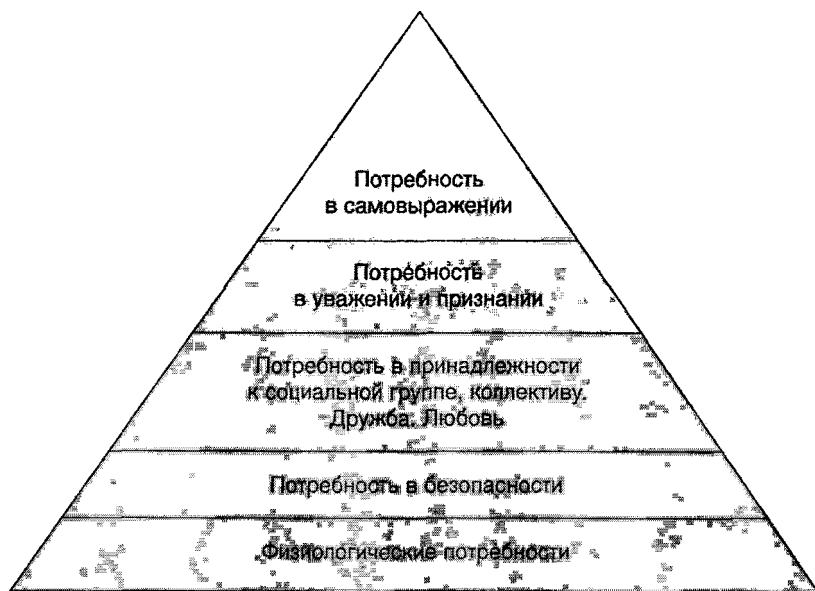 Потребность
в самовыражении
Потребность
в уважении и признании
Потребность в принадлежности
к социальной группе, коллективу.
Дружба. Любовь
Потребность в безопасности
Физиологические потребности